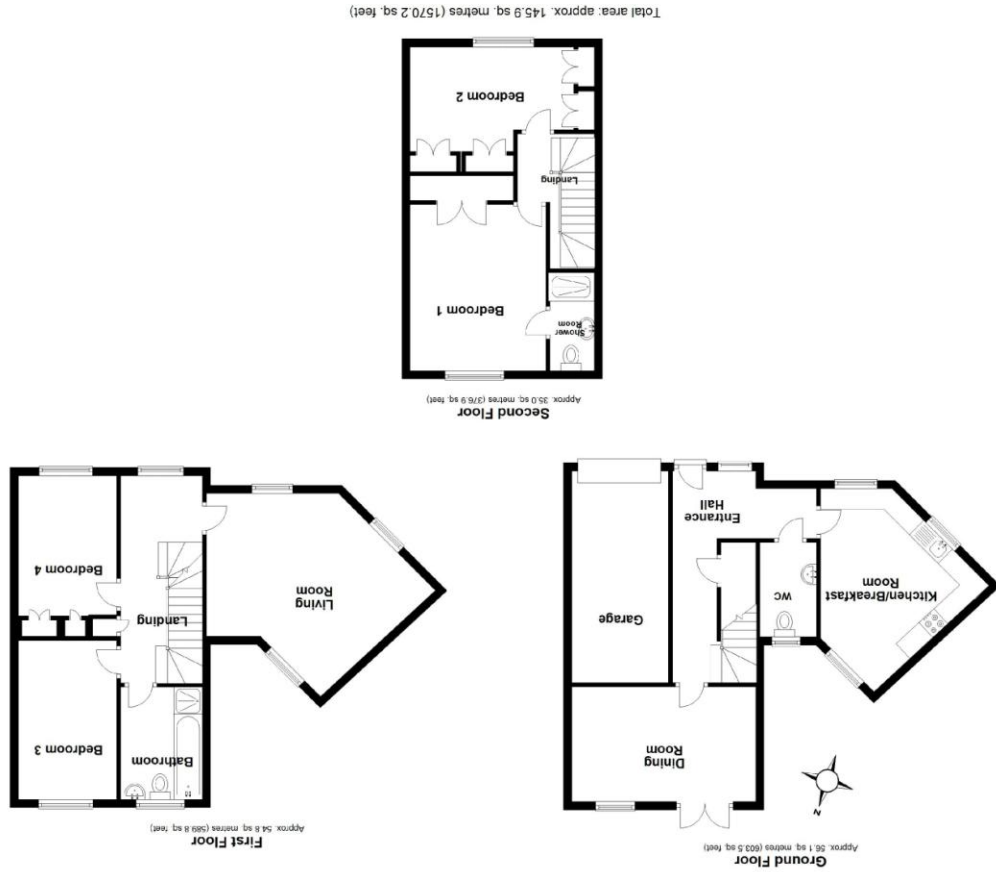 Ground Floor
Approx. 56.1 sq. metres (603.5 sq. feet)
N
Dining
Room
Kitchen/Breakfast
Room
WC
Entrance
Hall
Garage
First Floor
Approx. 54.8 sq. metres (589.8 sq. feet)
Bathroom
Bedroom 3
Living
Room
Landing
Bedroom 4
Second Floor
Approx. 35.0 sq. metres (376.9 sq. feet)
Shower
Room
Bedroom 1
Landing
Bedroom 2
Total area: approx. 145.9 sq. metres (1570.2 sq. feet)